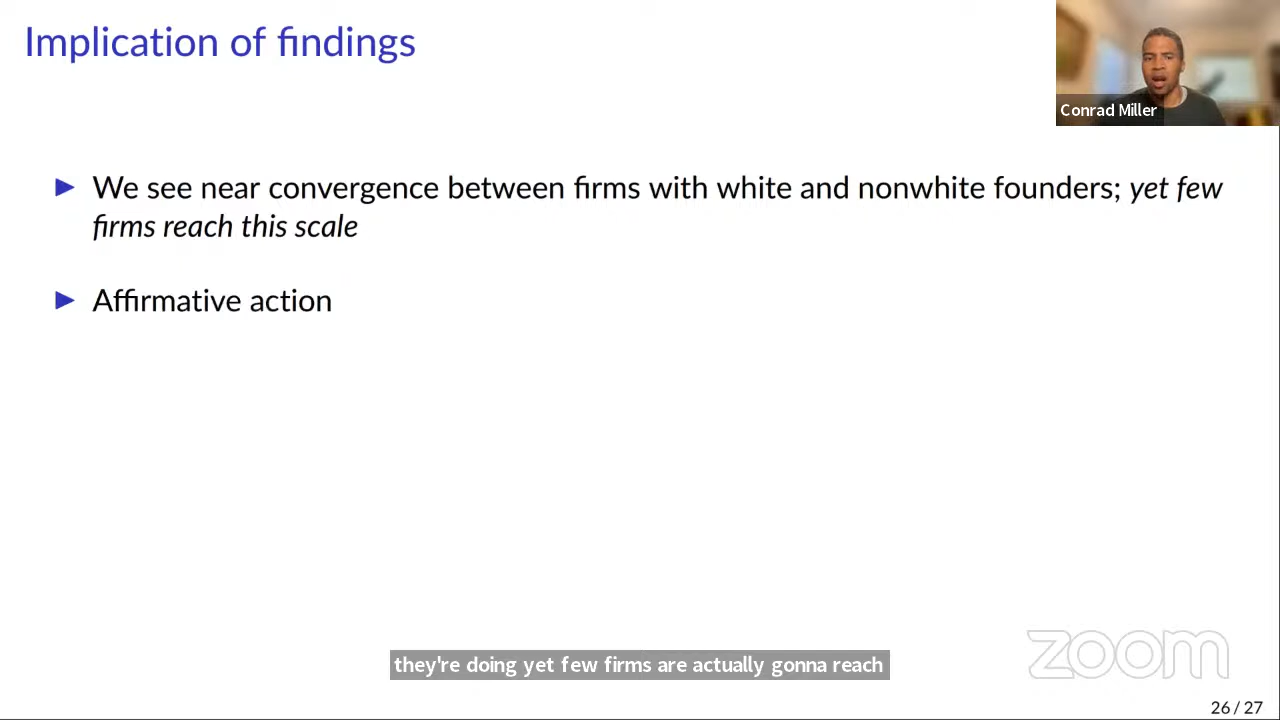 Implication of findings
Conrad Miller
► We see near convergence between firms with white and nonwhite founders; yet few
firms reach this scale
► Affirmative action
they're doing yet few firms are actually gonna reach
zoom
26 / 27